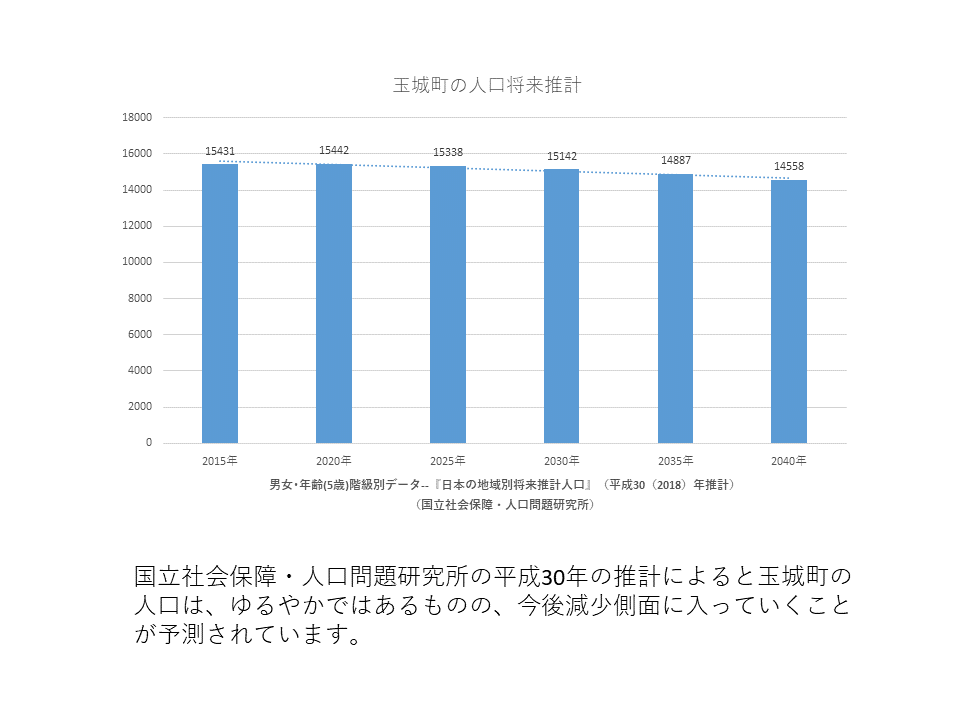 玉城町の人口将来推計
18000
16000
14000
12000
10000
8000
6000
4000
2000
0
15431
15442
15338
15142
14887
14558
2015年
2020年
2025年
2030年
2035年
2040年
男女･年齢(5歳)階級別データ--『日本の地域別将来推計人口』（平成30（2018）年推計）
（国立社会保障・人口問題研究所）
国立社会保障・人口問題研究所の平成30年の推計によると玉城町の
人口は、ゆるやかではあるものの、今後減少側面に入っていくこと
が予測されています。